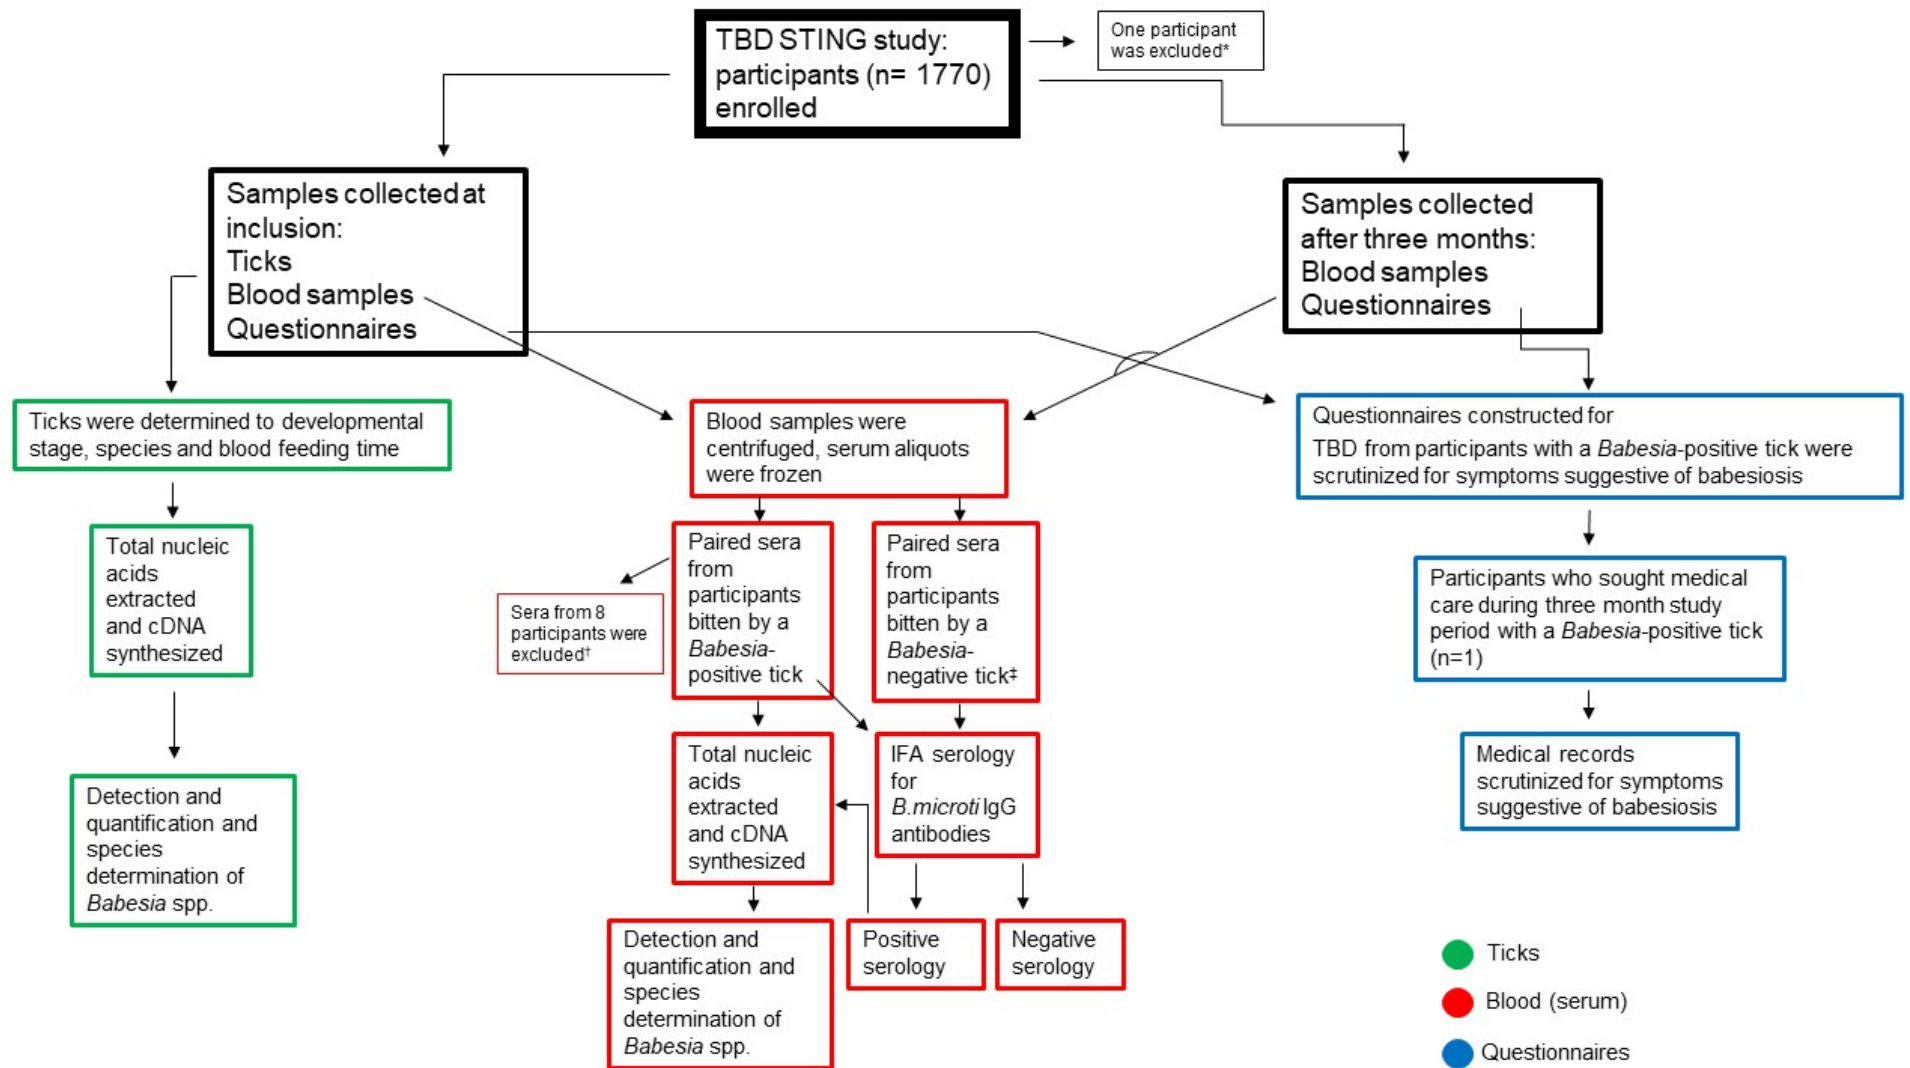 TBD STING study:
participants (n= 1770)
enrolled
One participant
was excluded*
Samples collected at
inclusion:
Ticks
Blood samples
Questionnaires
Samples collected
after three months:
Blood samples
Questionnaires
Ticks were determined to developmental
stage, species and blood feeding time
Blood samples were
centrifuged, serum aliquots
were frozen
Questionnaires constructed for
TBD from participants with a Babesia-positive tick were
scrutinized for symptoms suggestive of babesiosis
Total nucleic
acids
extracted
and cDNA
synthesized
Sera from 8
participants were
excluded†
Paired sera
from
participants
bitten by a
Babesia-
positive tick
Paired sera
from
participants
bitten by a
Babesia-
negative tick‡
Participants who sought medical
care during three month study
period with a Babesia-positive tick
(n=1)
Total nucleic
acids
extracted
and cDNA
synthesized
IFA serology
for
B.microti IgG
antibodies
Medical records
scrutinized for symptoms
suggestive of babesiosis
Detection and
quantification and
species
determination of
Babesia spp.
Detection and
quantification and
species
determination of
Babesia spp.
Positive
serology
Negative
serology
Ticks
Blood (serum)
Questionnaires